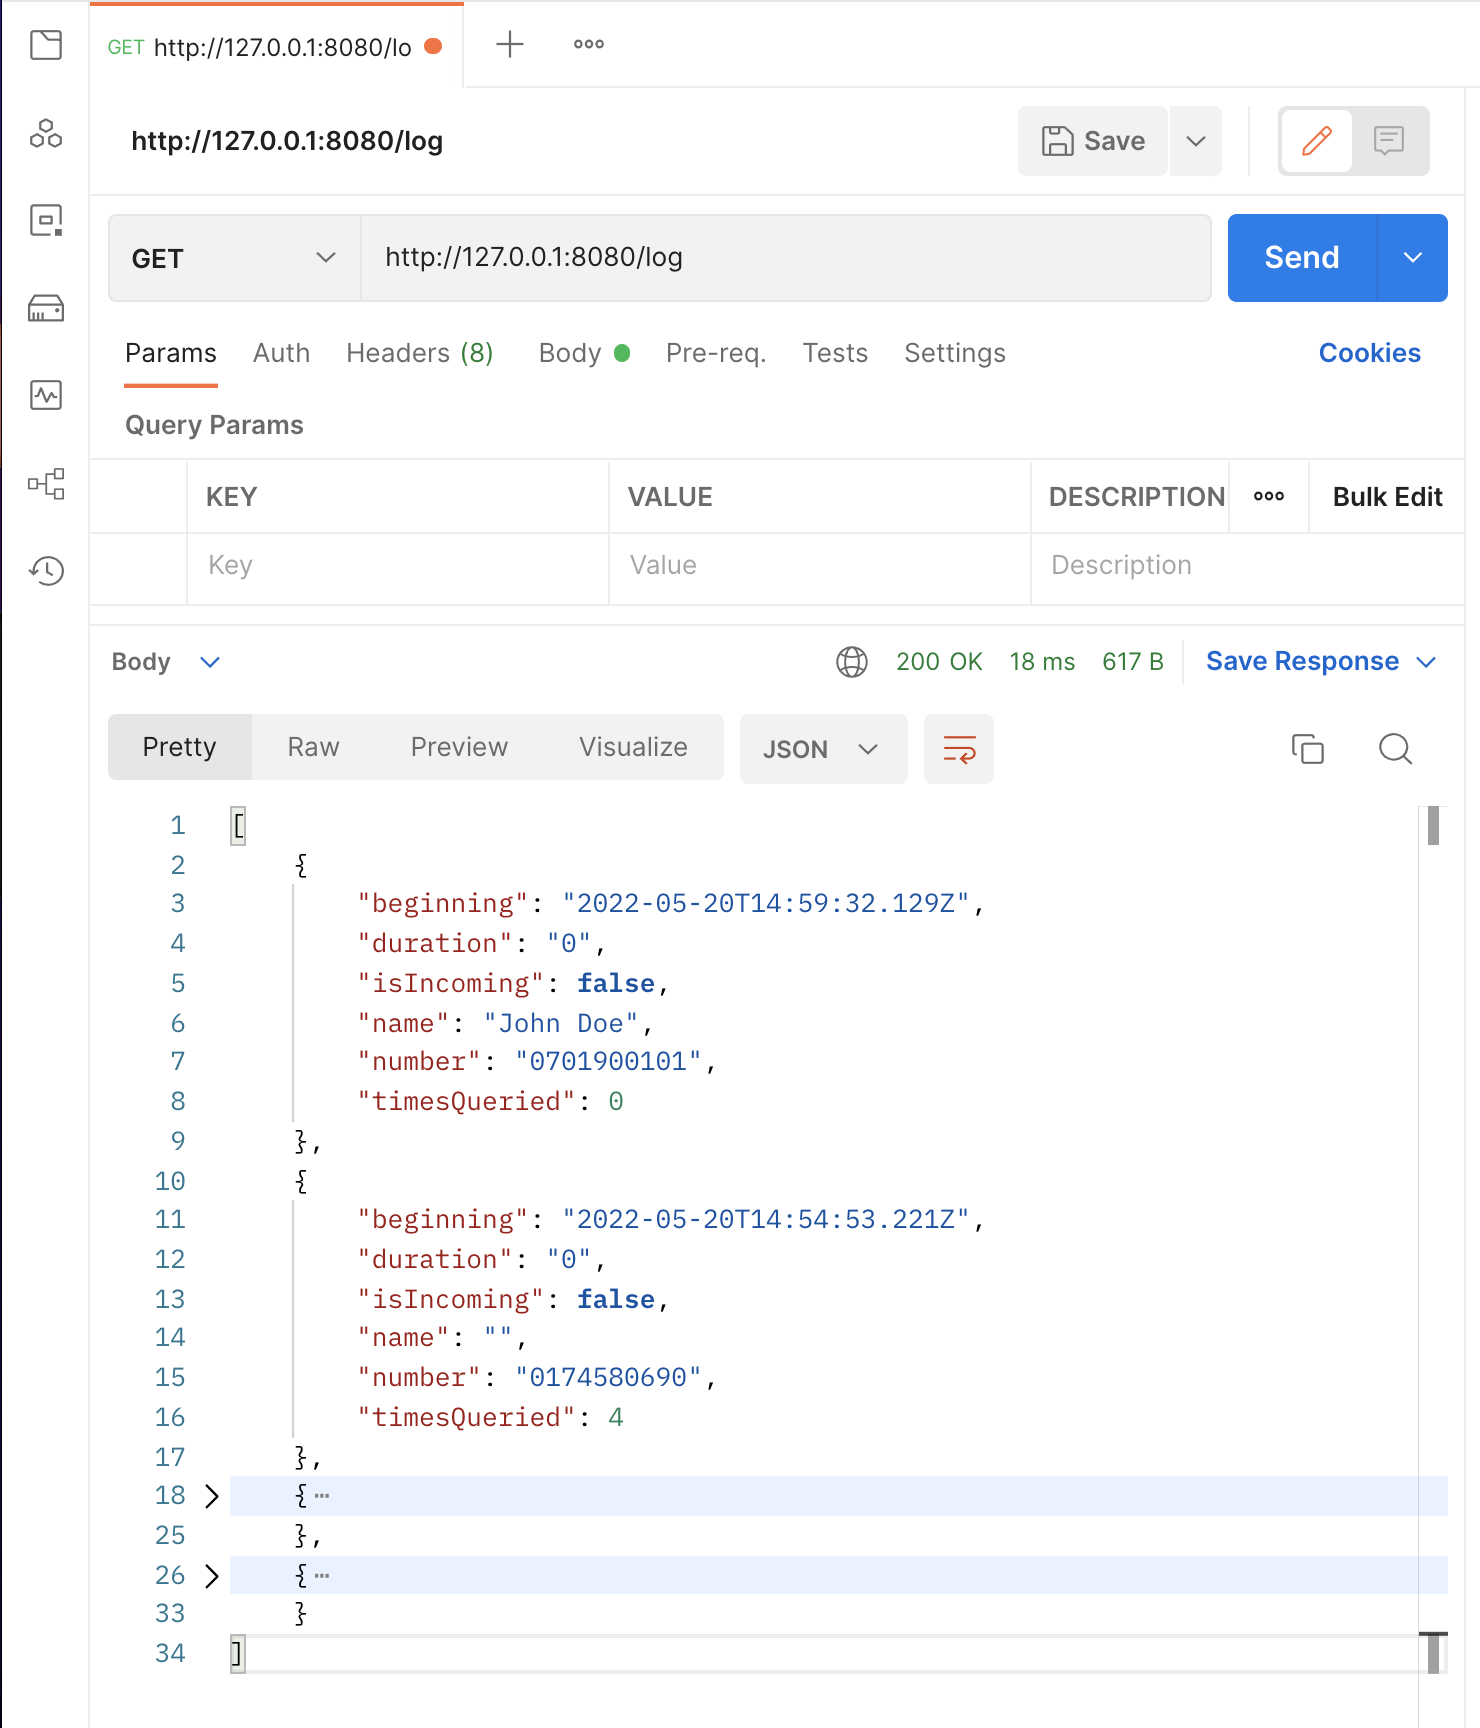 GET http://127.0.0.1:8080/lo
http://127.0.0.1:8080/log
Save
GET http://127.0.0.1:8080/log Send
Params Auth Headers (8) Body Pre-req. Tests Settings Cookies
Query Params
KEY VALUE DESCRIPTION Bulk Edit
Key Value Description
Body 200 OK 18 ms 617 B Save Response
Pretty Raw Preview Visualize JSON
1 [
2 {
3 "beginning": "2022-05-20T14:59:32.129Z",
4 "duration": "0",
5 "isIncoming": false,
6 "name": "John Doe",
7 "number": "0701900101",
8 "timesQueried": 0
9 },
10 {
11 "beginning": "2022-05-20T14:54:53.221Z",
12 "duration": "0",
13 "isIncoming": false,
14 "name": "",
15 "number": "0174580690",
16 "timesQueried": 4
17 },
18 { ⋯
25 },
26 { ⋯
33 }
34 ]